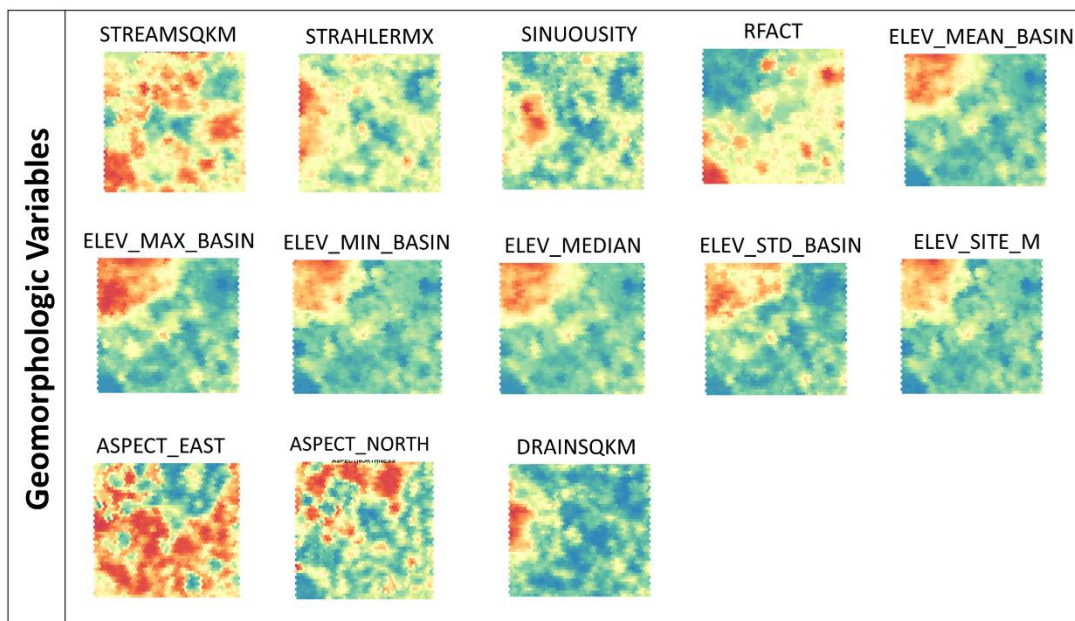 Geomorphologic Variables
STREAMSQKM
STRAHLERMX
SINUOUSITY
RFACT
ELEV_MEAN_BASIN
ELEV_MAX_BASIN
ELEV_MIN_BASIN
ELEV_MEDIAN
ELEV_STD_BASIN
ELEV_SITE_M
ASPECT_EAST
ASPECT_NORTH
DRAINSQKM